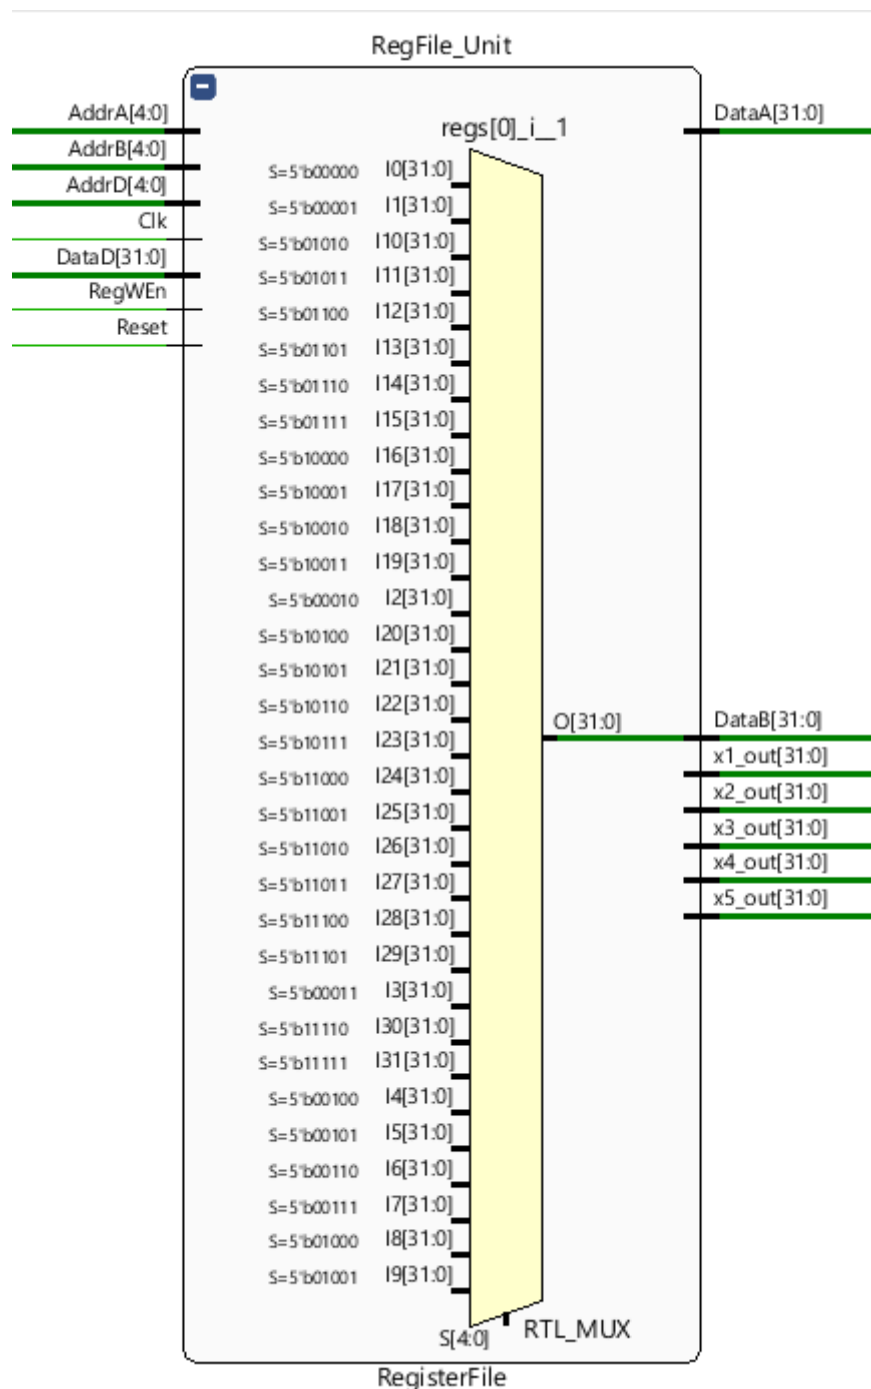 RegFile_Unit
AddrA[4:0]
AddrB[4:0]
AddrD[4:0]
Clk
DataD[31:0]
RegWEn
Reset
regs[0]_i__1
S=5'b00000 I0[31:0]
S=5'b00001 I1[31:0]
S=5'b01010 I10[31:0]
S=5'b01011 I11[31:0]
S=5'b01100 I12[31:0]
S=5'b01101 I13[31:0]
S=5'b01110 I14[31:0]
S=5'b01111 I15[31:0]
S=5'b10000 I16[31:0]
S=5'b10001 I17[31:0]
S=5'b10010 I18[31:0]
S=5'b10011 I19[31:0]
S=5'b00010 I2[31:0]
S=5'b10100 I20[31:0]
S=5'b10101 I21[31:0]
S=5'b10110 I22[31:0]
S=5'b10111 I23[31:0]
S=5'b11000 I24[31:0]
S=5'b11001 I25[31:0]
S=5'b11010 I26[31:0]
S=5'b11011 I27[31:0]
S=5'b11100 I28[31:0]
S=5'b11101 I29[31:0]
S=5'b00011 I3[31:0]
S=5'b11110 I30[31:0]
S=5'b11111 I31[31:0]
S=5'b00100 I4[31:0]
S=5'b00101 I5[31:0]
S=5'b00110 I6[31:0]
S=5'b00111 I7[31:0]
S=5'b01000 I8[31:0]
S=5'b01001 I9[31:0]
S[4:0]
RTL_MUX
O[31:0]
DataA[31:0]
DataB[31:0]
x1_out[31:0]
x2_out[31:0]
x3_out[31:0]
x4_out[31:0]
x5_out[31:0]
RegisterFile